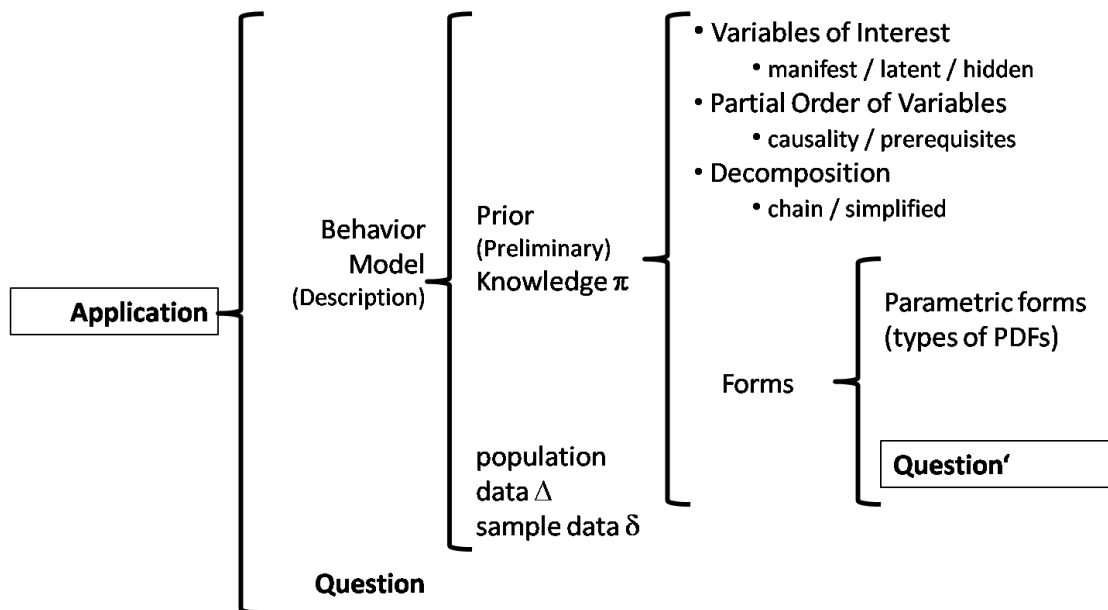 Application
Behavior
Model
(Description)
Question
Prior
(Preliminary)
Knowledge π
population
data Δ
sample data δ
• Variables of Interest
• manifest / latent / hidden
• Partial Order of Variables
• causality / prerequisites
• Decomposition
• chain / simplified
Forms
Parametric forms
(types of PDFs)
Question‘